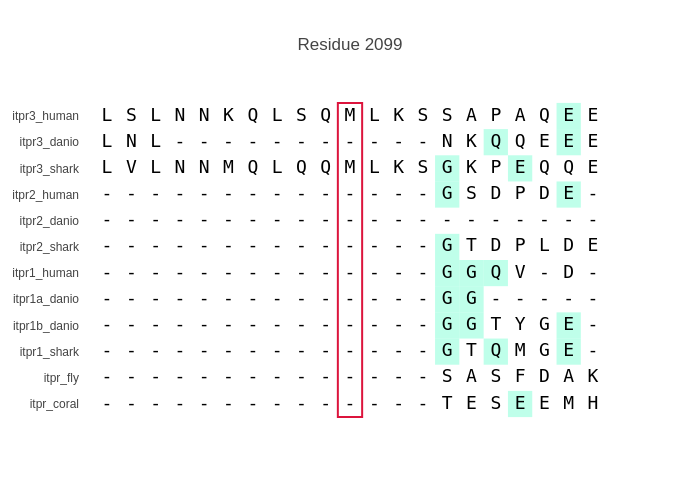 Residue 2099
itpr3_human L S L N N K Q L S Q M L K S S A P A Q E E
itpr3_danio L N L - - - - - - - - - - - N K Q Q E E E
itpr3_shark L V L N N M Q L Q Q M L K S G K P E Q Q E
itpr2_human - - - - - - - - - - - - - - G S D P D E -
itpr2_danio - - - - - - - - - - - - - - - - - - - - -
itpr2_shark - - - - - - - - - - - - - - G T D P L D E
itpr1_human - - - - - - - - - - - - - - G G Q V - D -
itpr1a_danio - - - - - - - - - - - - - - G G - - - - -
itpr1b_danio - - - - - - - - - - - - - - G G T Y G E -
itpr1_shark - - - - - - - - - - - - - - G T Q M G E -
itpr_fly - - - - - - - - - - - - - - S A S F D A K
itpr_coral - - - - - - - - - - - - - - T E S E E M H